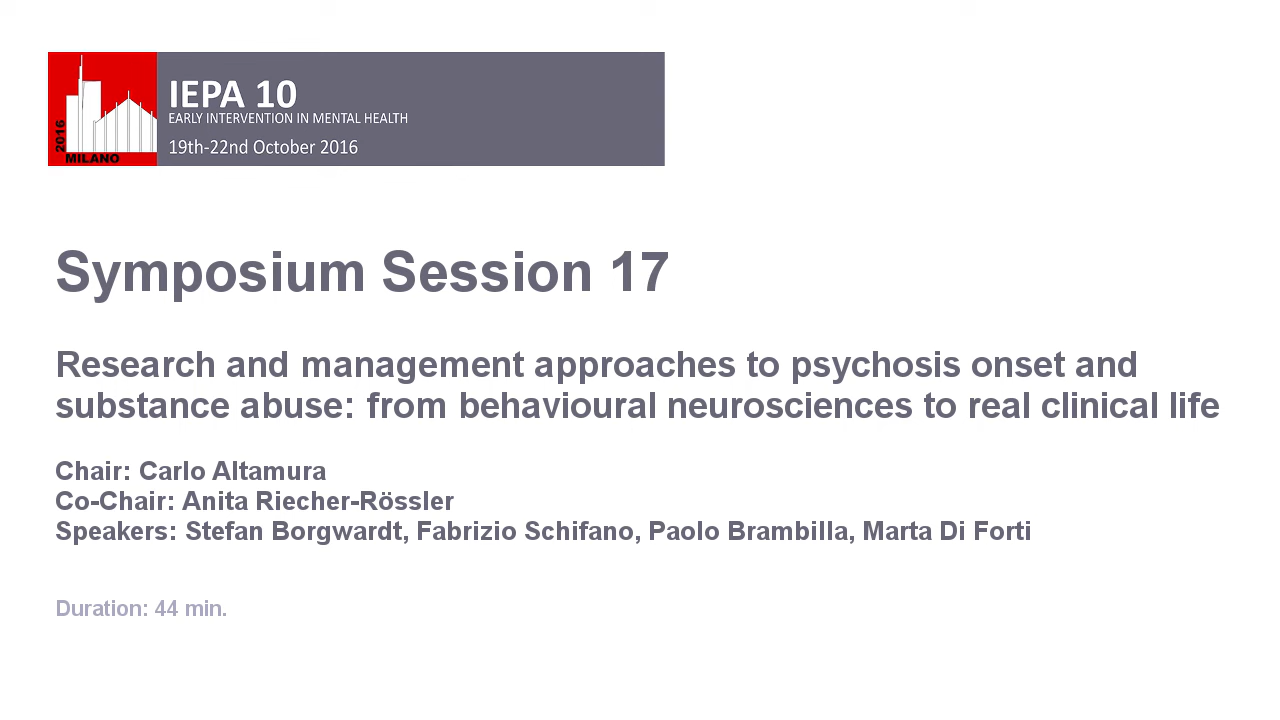 2016
MILANO
IEPA 10
EARLY INTERVENTION IN MENTAL HEALTH
19th-22nd October 2016
Symposium Session 17
Research and management approaches to psychosis onset and
substance abuse: from behavioural neurosciences to real clinical life
Chair: Carlo Altamura
Co-Chair: Anita Riecher-Rössler
Speakers: Stefan Borgwardt, Fabrizio Schifano, Paolo Brambilla, Marta Di Forti
Duration: 44 min.